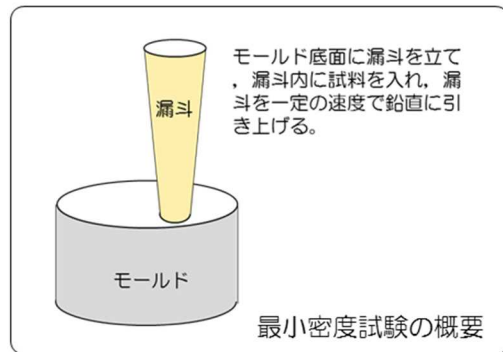 モールド底面に漏斗を立て
，漏斗内に試料を入れ，漏
斗を一定の速度で鉛直に引
き上げる。
漏斗
モールド
最小密度試験の概要